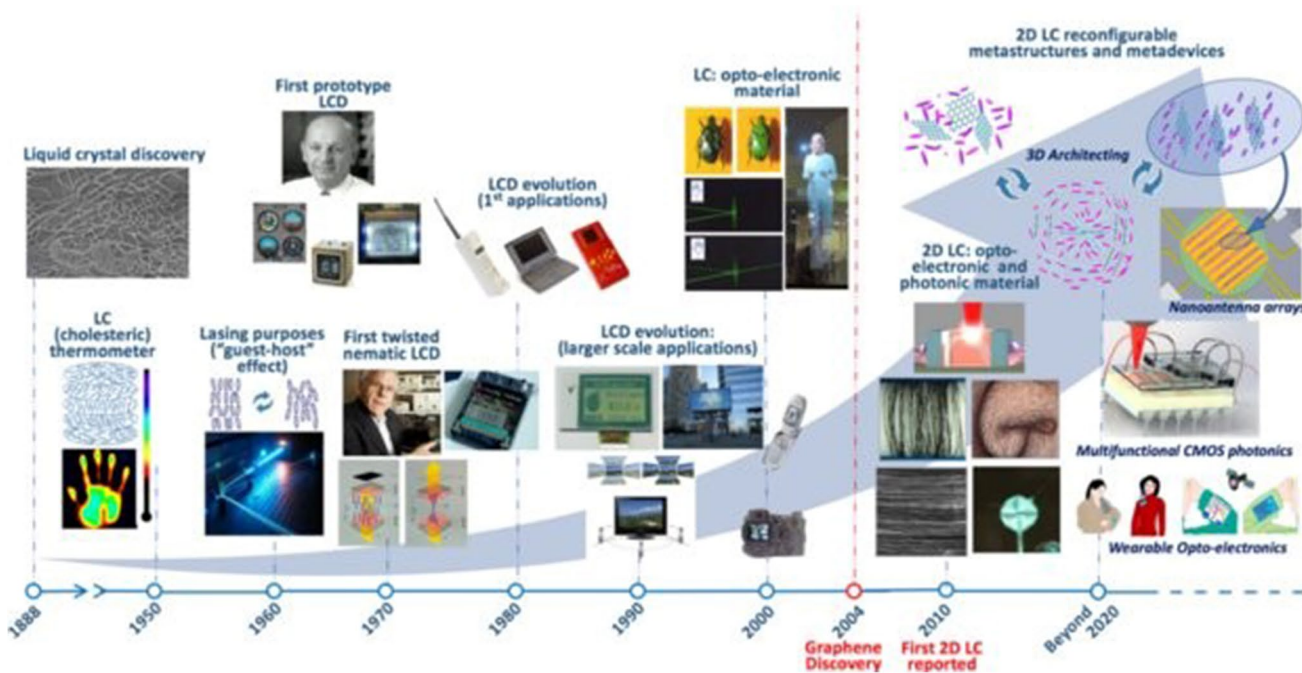 2D LC reconfigurable
metastructures and metadevices
First prototype
LCD
LC: opto-electronic
material
Liquid crystal discovery
3D Architecting
LCD evolution
(1st applications)
2D LC: opto-
electronic and
photonic material
Nanoantenna arrays
LC
(cholesteric)
thermometer
Lasing purposes
("guest-host"
effect)
First twisted
nematic LCD
LCD evolution:
(larger scale applications)
Multifunctional CMOS photonics
Wearable Opto-electronics
1888
1950
1960
1970
1980
1990
2000
2004
2010
Beyond
2020
Graphene
Discovery
First 2D LC
reported